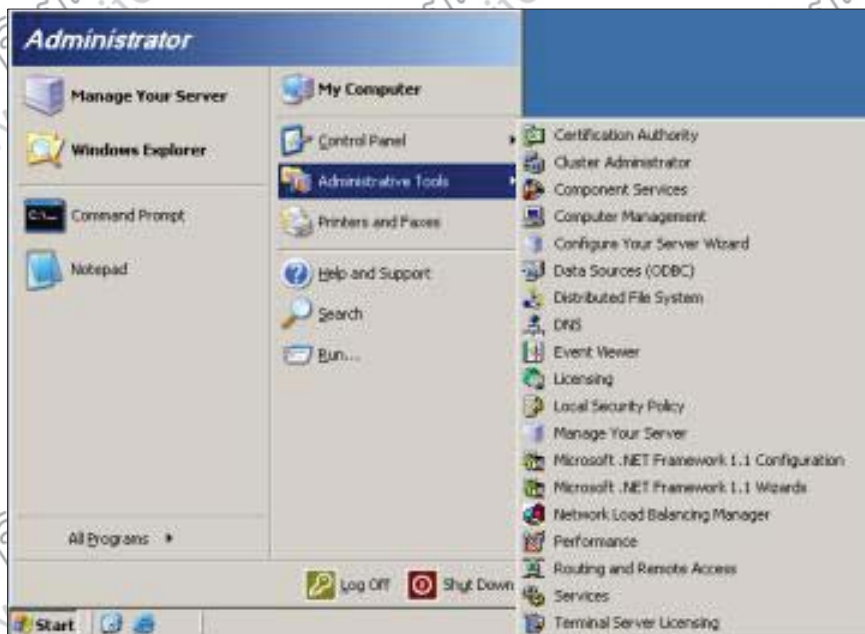 Administrator
Manage Your Server
Windows Explorer
Command Prompt
Notepad
All Programs
My Computer
Control Panel
Administrative Tools
Printers and Faxes
Help and Support
Search
Run...
Log Off
Shut Down
Start
Certification Authority
Cluster Administrator
Component Services
Computer Management
Configure Your Server Wizard
Data Sources (ODBC)
Distributed File System
DNS
Event Viewer
Licensing
Local Security Policy
Manage Your Server
Microsoft .NET Framework 1.1 Configuration
Microsoft .NET Framework 1.1 Wizards
Network Load Balancing Manager
Performance
Routing and Remote Access
Services
Terminal Server Licensing